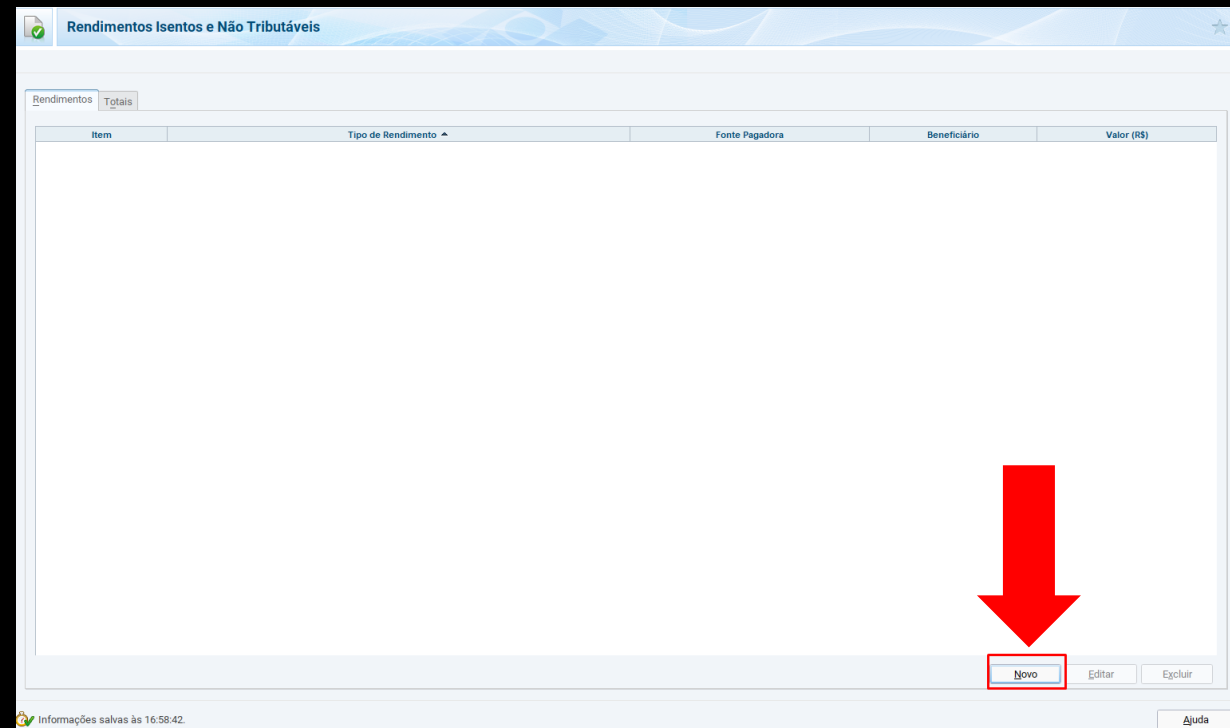 Rendimentos Isentos e Não Tributáveis
Rendimentos Totais
Item Tipo de Rendimento Fonte Pagadora Beneficiário Valor (R$)
Novo Editar Excluir
Informações salvas às 16:58:42. Ajuda